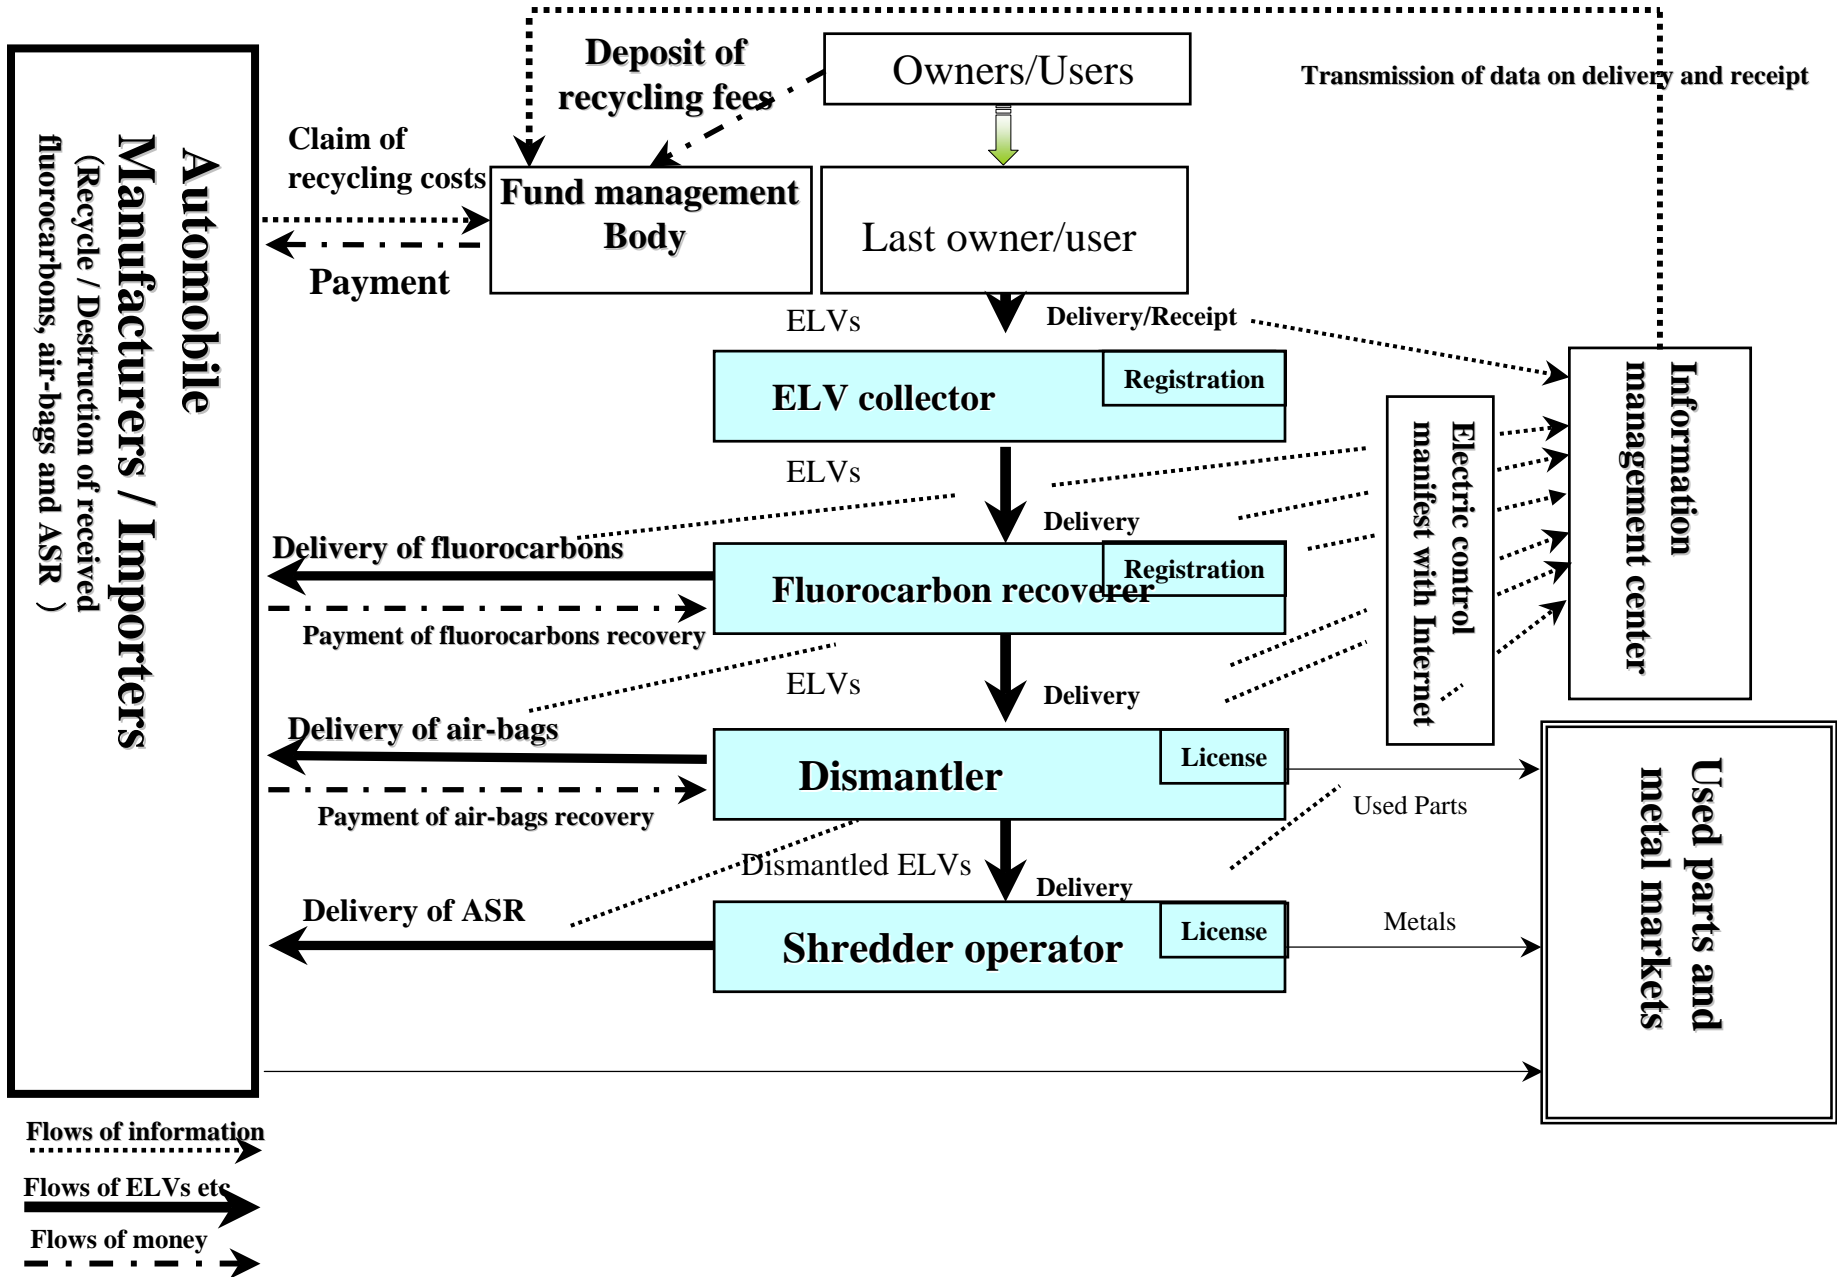 Deposit of
recycling fees
Owners/Users
Transmission of data on delivery and receipt
Automobile
Manufacturers / Importers
（Recycle / Destruction of received
fluorocarbons, air-bags and ASR ）
Claim of
recycling costs
Fund management
Body
Last owner/user
Payment
ELVs
Delivery/Receipt
ELV collector
Registration
Information
management center
Electric control
manifest with Internet
ELVs
Delivery
Delivery of fluorocarbons
Fluorocarbon recoverer
Registration
Payment of fluorocarbons recovery
ELVs
Delivery
Delivery of air-bags
Dismantler
License
Used Parts
Payment of air-bags recovery
Used parts and
metal markets
Dismantled ELVs
Delivery
Delivery of ASR
Shredder operator
License
Metals
Flows of information
Flows of ELVs etc
Flows of money